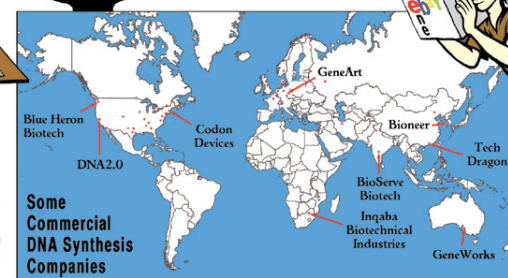 GeneArt
Blue Heron
Biotech
Codon
Devices
DNA2.0
Bioneer
Tech
Dragon
BioServe
Biotech
Inqaba
Biotechnical
Industries
GeneWorks
Some
Commercial
DNA Synthesis
Companies